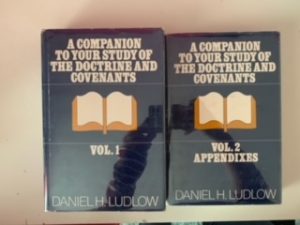 A COMPANION
TO YOUR STUDY OF
THE DOCTRINE AND
COVENANTS
VOL. 1
DANIEL H. LUDLOW
A COMPANION
TO YOUR STUDY OF
THE DOCTRINE AND
COVENANTS
VOL. 2
APPENDIXES
DANIEL H. LUDLOW